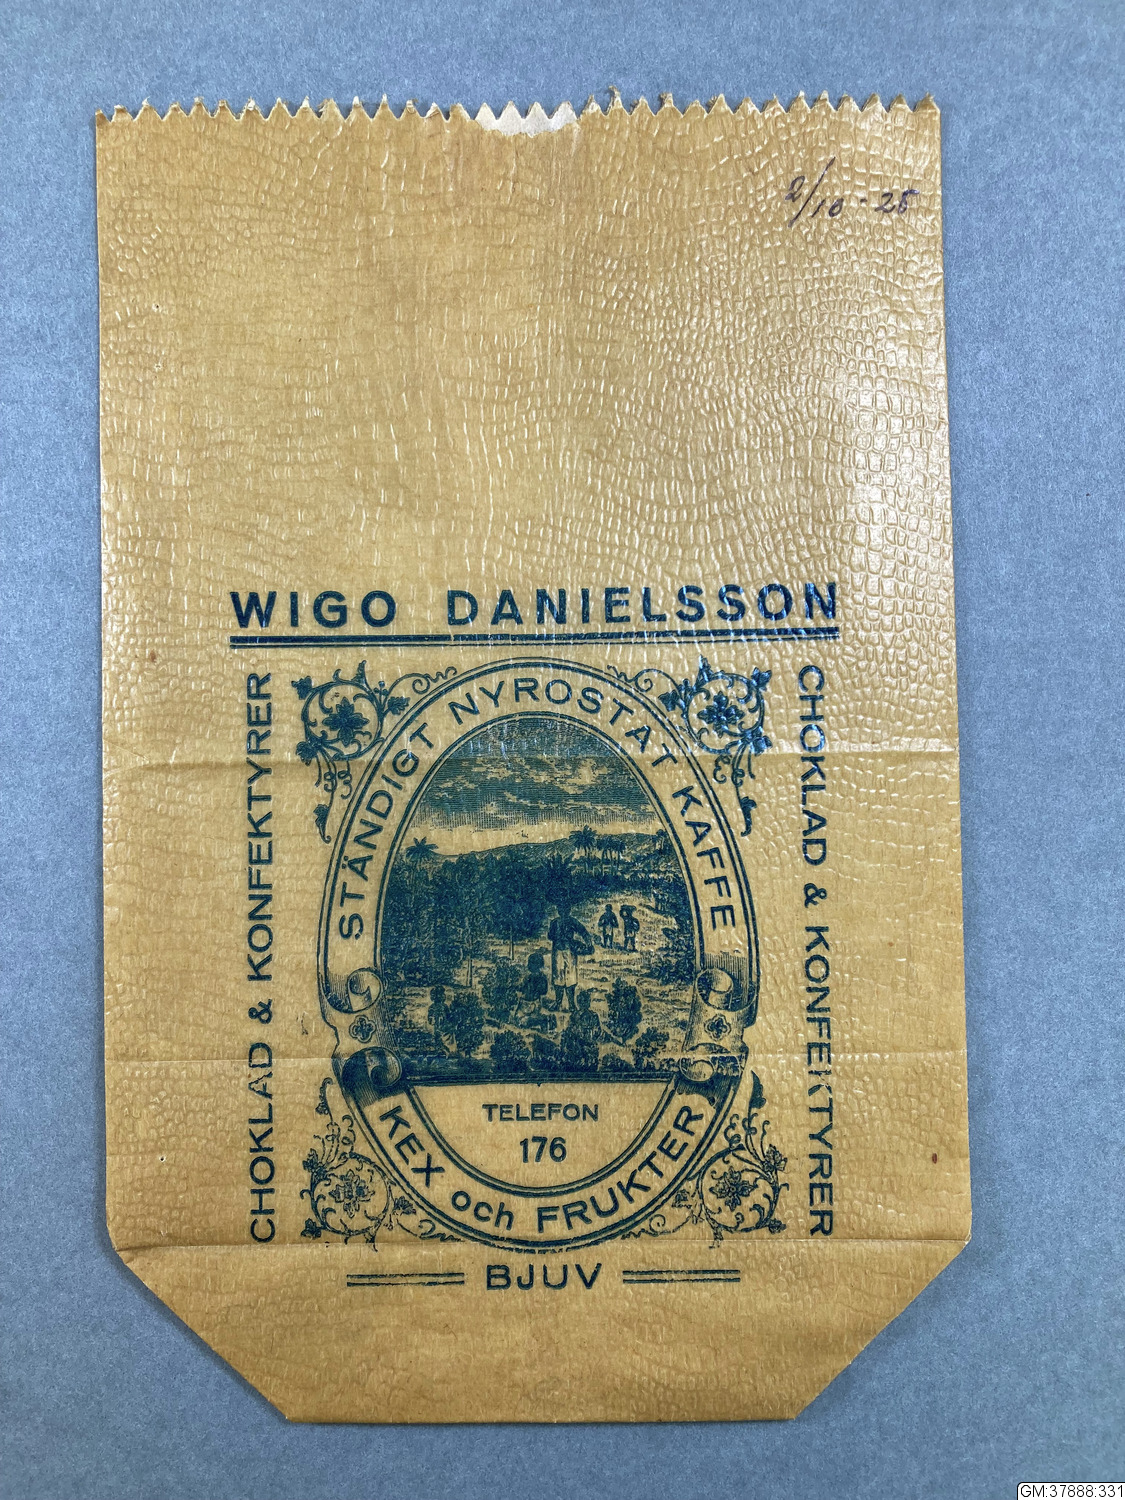 2/10-25
WIGO DANIELSSON
CHOKLAD & KONFEKTYRER
STÄNDIGT NYROSTAT KAFFE
CHOKLAD & KONFEKTYRER
TELEFON
176
KEX och FRUKTER
BJUV
GM:37888:331